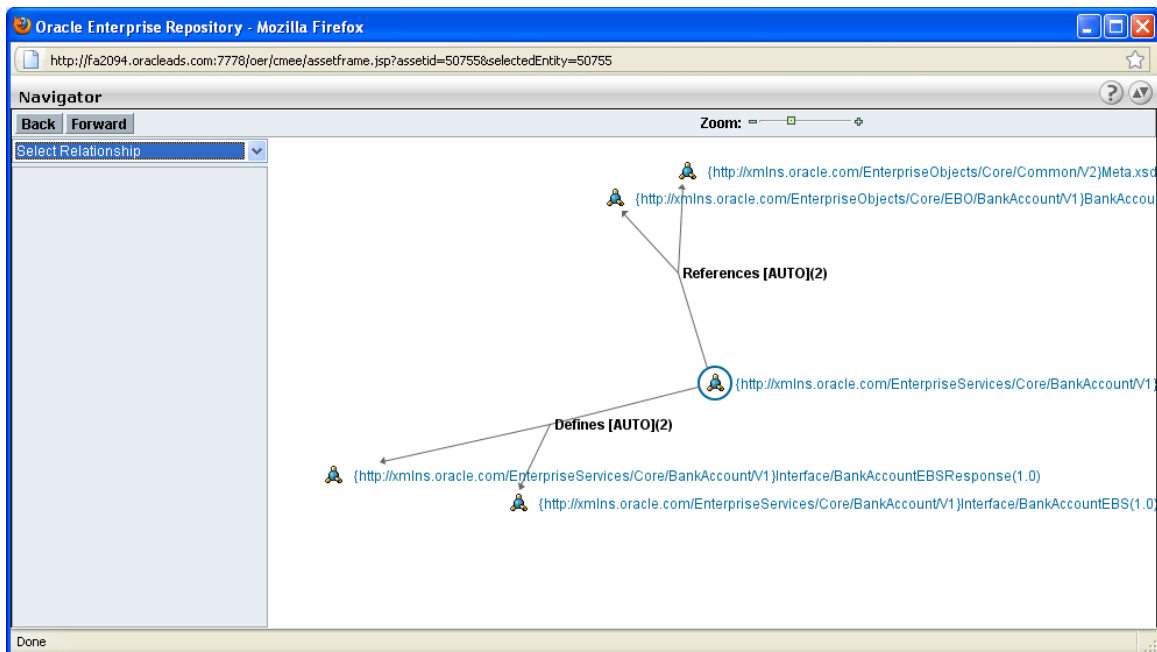 Oracle Enterprise Repository - Mozilla Firefox
http://fa2094.oracleads.com:7778/oer/cmee/assetframe.jsp?assetid=50755&selectedEntity=50755
Navigator
Back Forward Zoom:
Select Relationship
{http://xmlns.oracle.com/EnterpriseObjects/Core/Common/V2}Meta.xsd
{http://xmlns.oracle.com/EnterpriseObjects/Core/EBO/BankAccount/V1}BankAccou
References [AUTO](2)
{http://xmlns.oracle.com/EnterpriseServices/Core/BankAccount/V1}
Defines [AUTO](2)
{http://xmlns.oracle.com/EnterpriseServices/Core/BankAccount/V1}Interface/BankAccountEBSResponse(1.0)
{http://xmlns.oracle.com/EnterpriseServices/Core/BankAccount/V1}Interface/BankAccountEBS(1.0)
Done